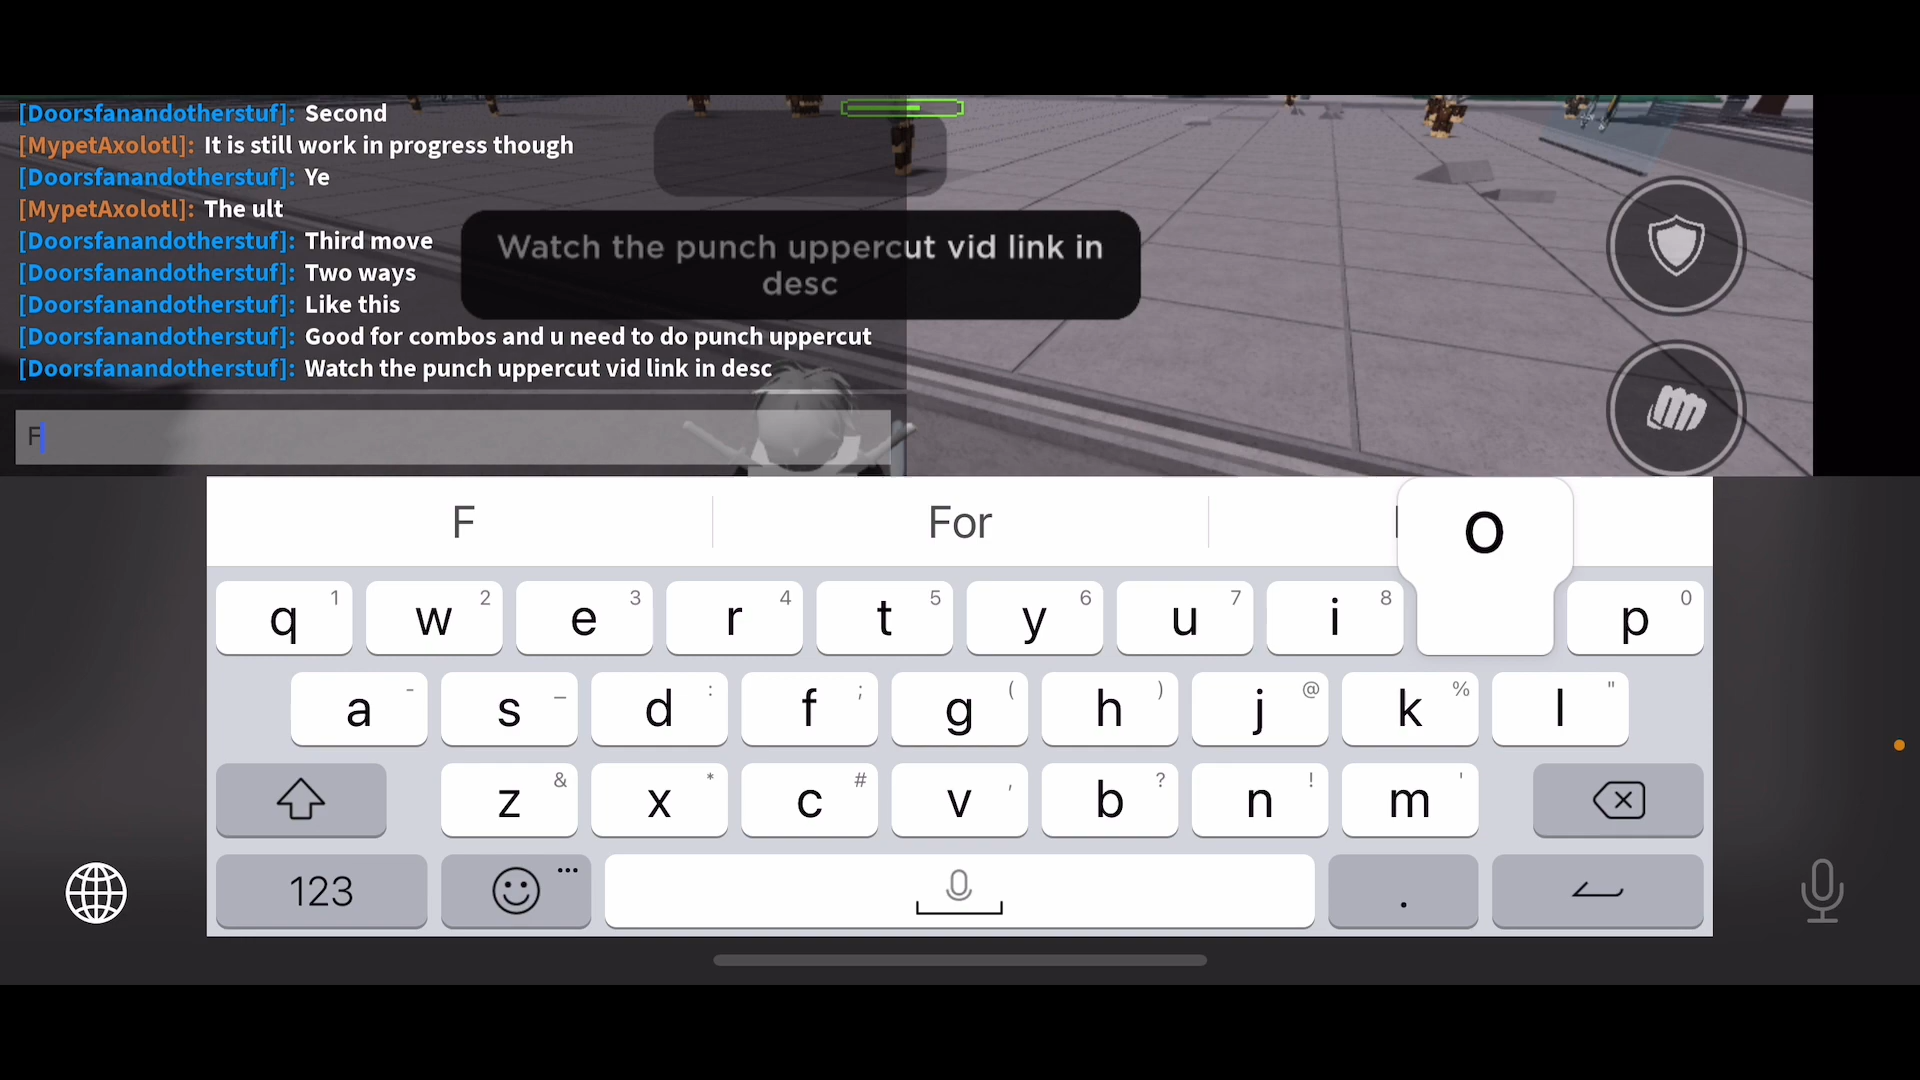 [Doorsfanandotherstuf]: Second
[MypetAxolotl]: It is still work in progress though
[Doorsfanandotherstuf]: Ye
[MypetAxolotl]: The ult
[Doorsfanandotherstuf]: Third move
[Doorsfanandotherstuf]: Two ways
[Doorsfanandotherstuf]: Like this
[Doorsfanandotherstuf]: Good for combos and u need to do punch uppercut
[Doorsfanandotherstuf]: Watch the punch uppercut vid link in desc
Watch the punch uppercut vid link in
desc
F
F For
o
q 1 w 2 e 3 r 4 t 5 y 6 u 7 i 8 p 0
a - s _ d : f ; g ( h ) j @ k % l "
z & x * c # v , b ? n ! m '
123 .